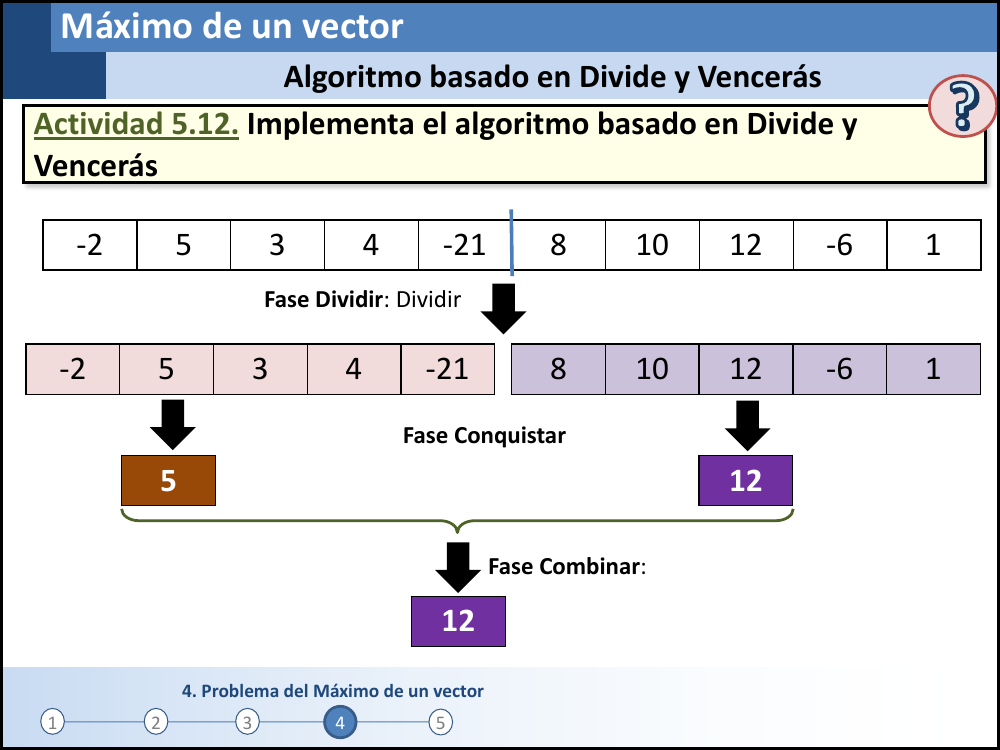 Máximo de un vector
Algoritmo basado en Divide y Vencerás
?
Actividad 5.12. Implementa el algoritmo basado en Divide y
Vencerás
-2 5 3 4 -21 8 10 12 -6 1
Fase Dividir: Dividir
-2 5 3 4 -21 8 10 12 -6 1
Fase Conquistar
5 12
Fase Combinar:
12
4. Problema del Máximo de un vector
1 2 3 4 5